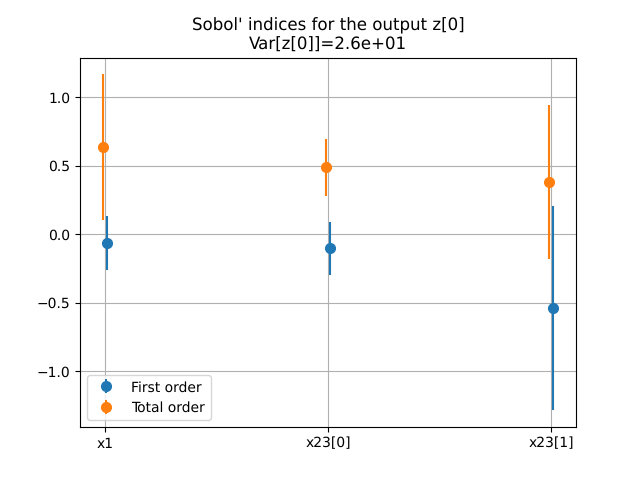 Sobol' indices for the output z[0]
Var[z[0]]=2.6e+01
1.0
0.5
0.0
−0.5
−1.0
First order
Total order
x1
x23[0]
x23[1]